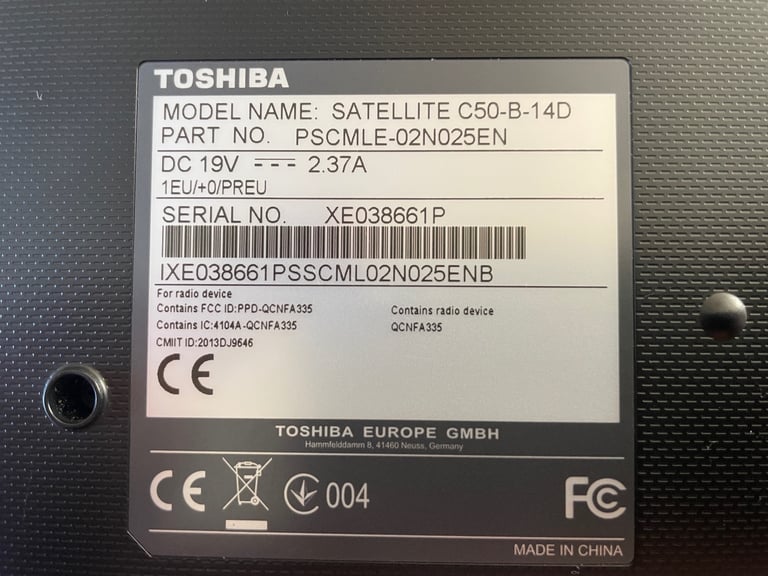 TOSHIBA
MODEL NAME: SATELLITE C50-B-14D
PART NO. PSCMLE-02N025EN
DC 19V 2.37A
1EU/+0/PREU
SERIAL NO. XE038661P
IXE038661PSSCML02N025ENB
For radio device
Contains FCC ID:PPD-QCNFA335
Contains IC:4104A-QCNFA335
CMIIT ID:2013DJ9646
Contains radio device
QCNFA335
CE
TOSHIBA EUROPE GMBH
Hammfelddamm 8, 41460 Neuss, Germany
CE 004 FC
MADE IN CHINA